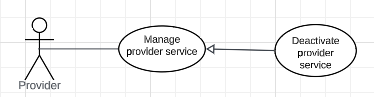 Manage
provider service
Deactivate
provider
service
Provider